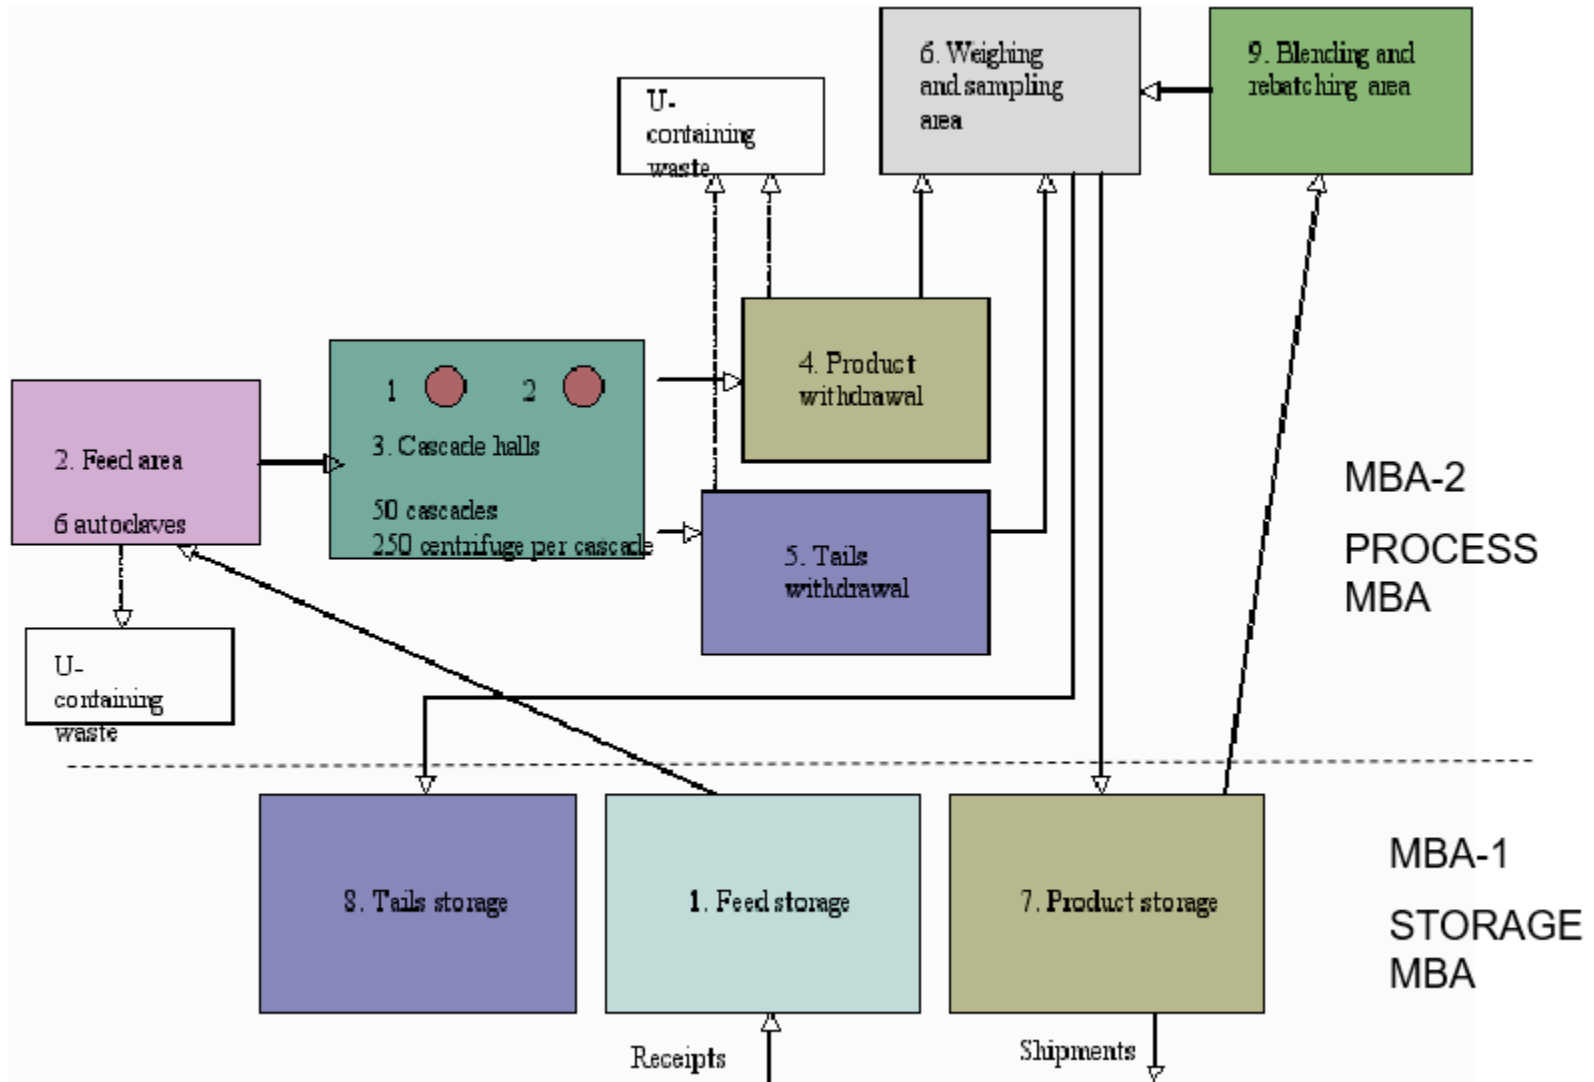 6. Weighing
and sampling
area
9. Blending and
rebatching area
U-
containing
waste
4. Product
withdrawal
1
2
3. Cascade halls
50 cascades
250 centrifuge per cascade
2. Feed area
6 autoclaves
5. Tails
withdrawal
MBA-2
PROCESS
MBA
U-
containing
waste
8. Tails storage
1. Feed storage
7. Product storage
MBA-1
STORAGE
MBA
Receipts
Shipments